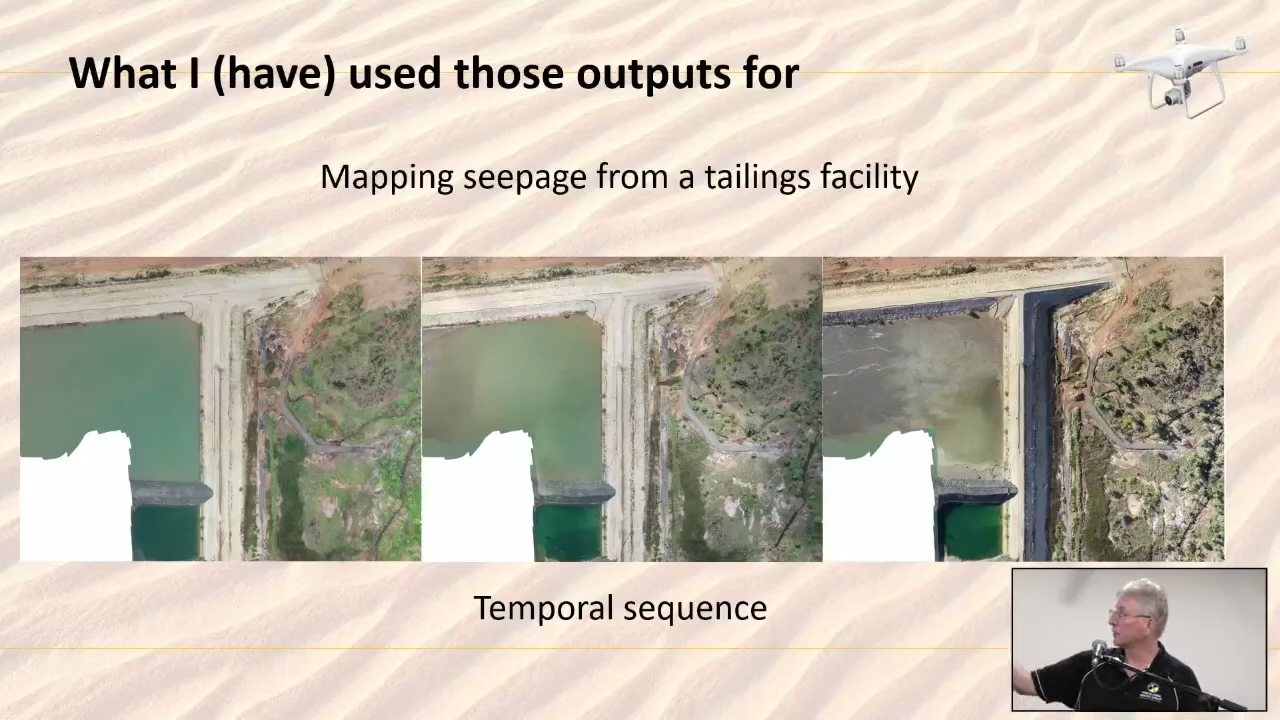 What I (have) used those outputs for
Mapping seepage from a tailings facility
Temporal sequence